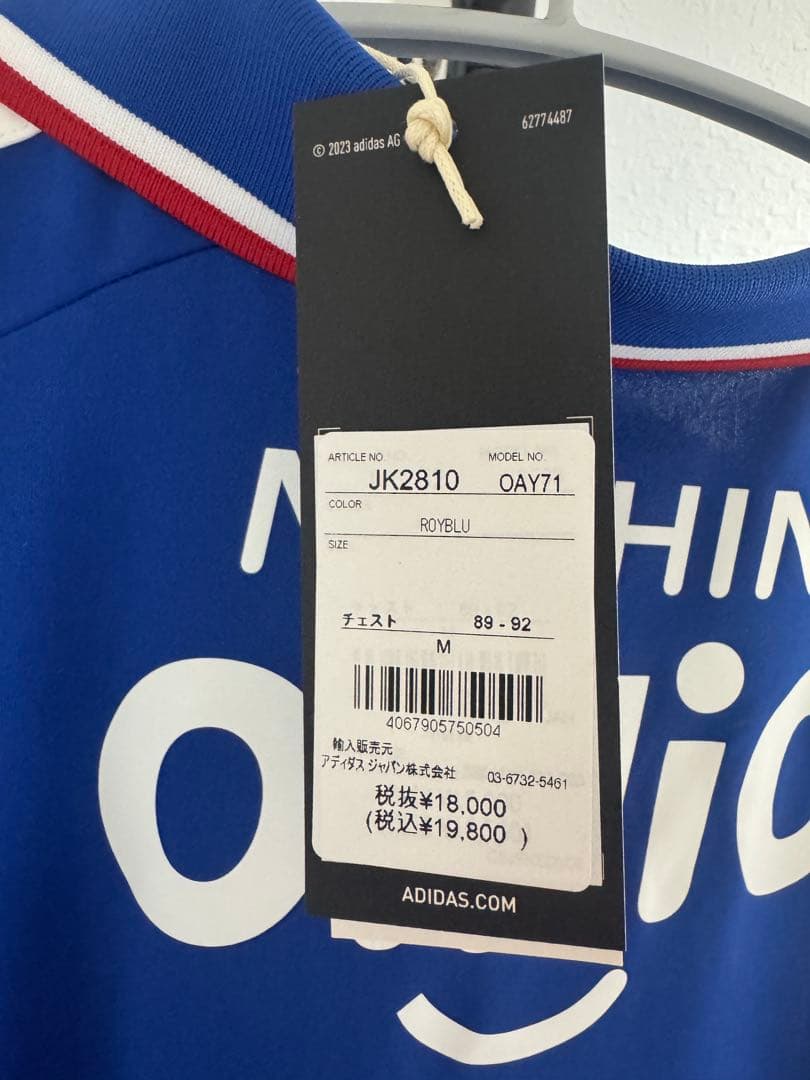 © 2023 adidas AG
62774487
ARTICLE NO.
MODEL NO.
JK2810
OAY71
COLOR
ROYBLU
SIZE
チェスト 89 - 92
M
4067905750504
輸入販売元
アディダス ジャパン株式会社 03-6732-5461
税抜¥18,000
(税込¥19,800 )
ADIDAS.COM